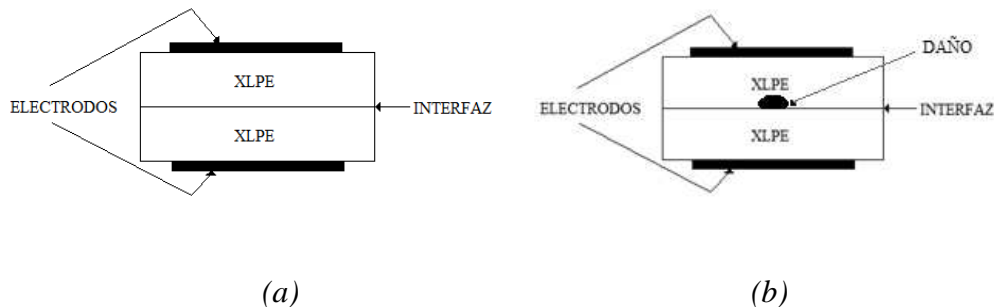 XLPE
ELECTRODOS
INTERFAZ
XLPE
(a)
DAÑO
XLPE
ELECTRODOS
INTERFAZ
XLPE
(b)